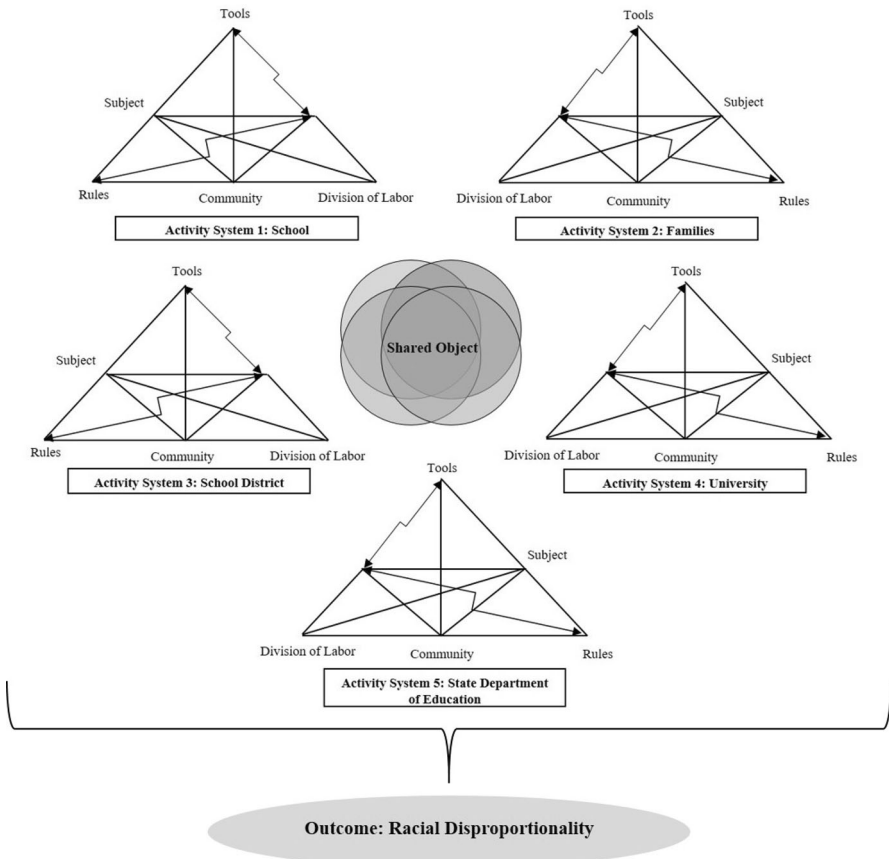 Tools
Subject
Rules
Community
Division of Labor
Activity System 1: School
Tools
Subject
Division of Labor
Community
Rules
Activity System 2: Families
Shared Object
Tools
Subject
Rules
Community
Division of Labor
Activity System 3: School District
Tools
Subject
Division of Labor
Community
Rules
Activity System 4: University
Tools
Subject
Division of Labor
Community
Rules
Activity System 5: State Department
of Education
Outcome: Racial Disproportionality